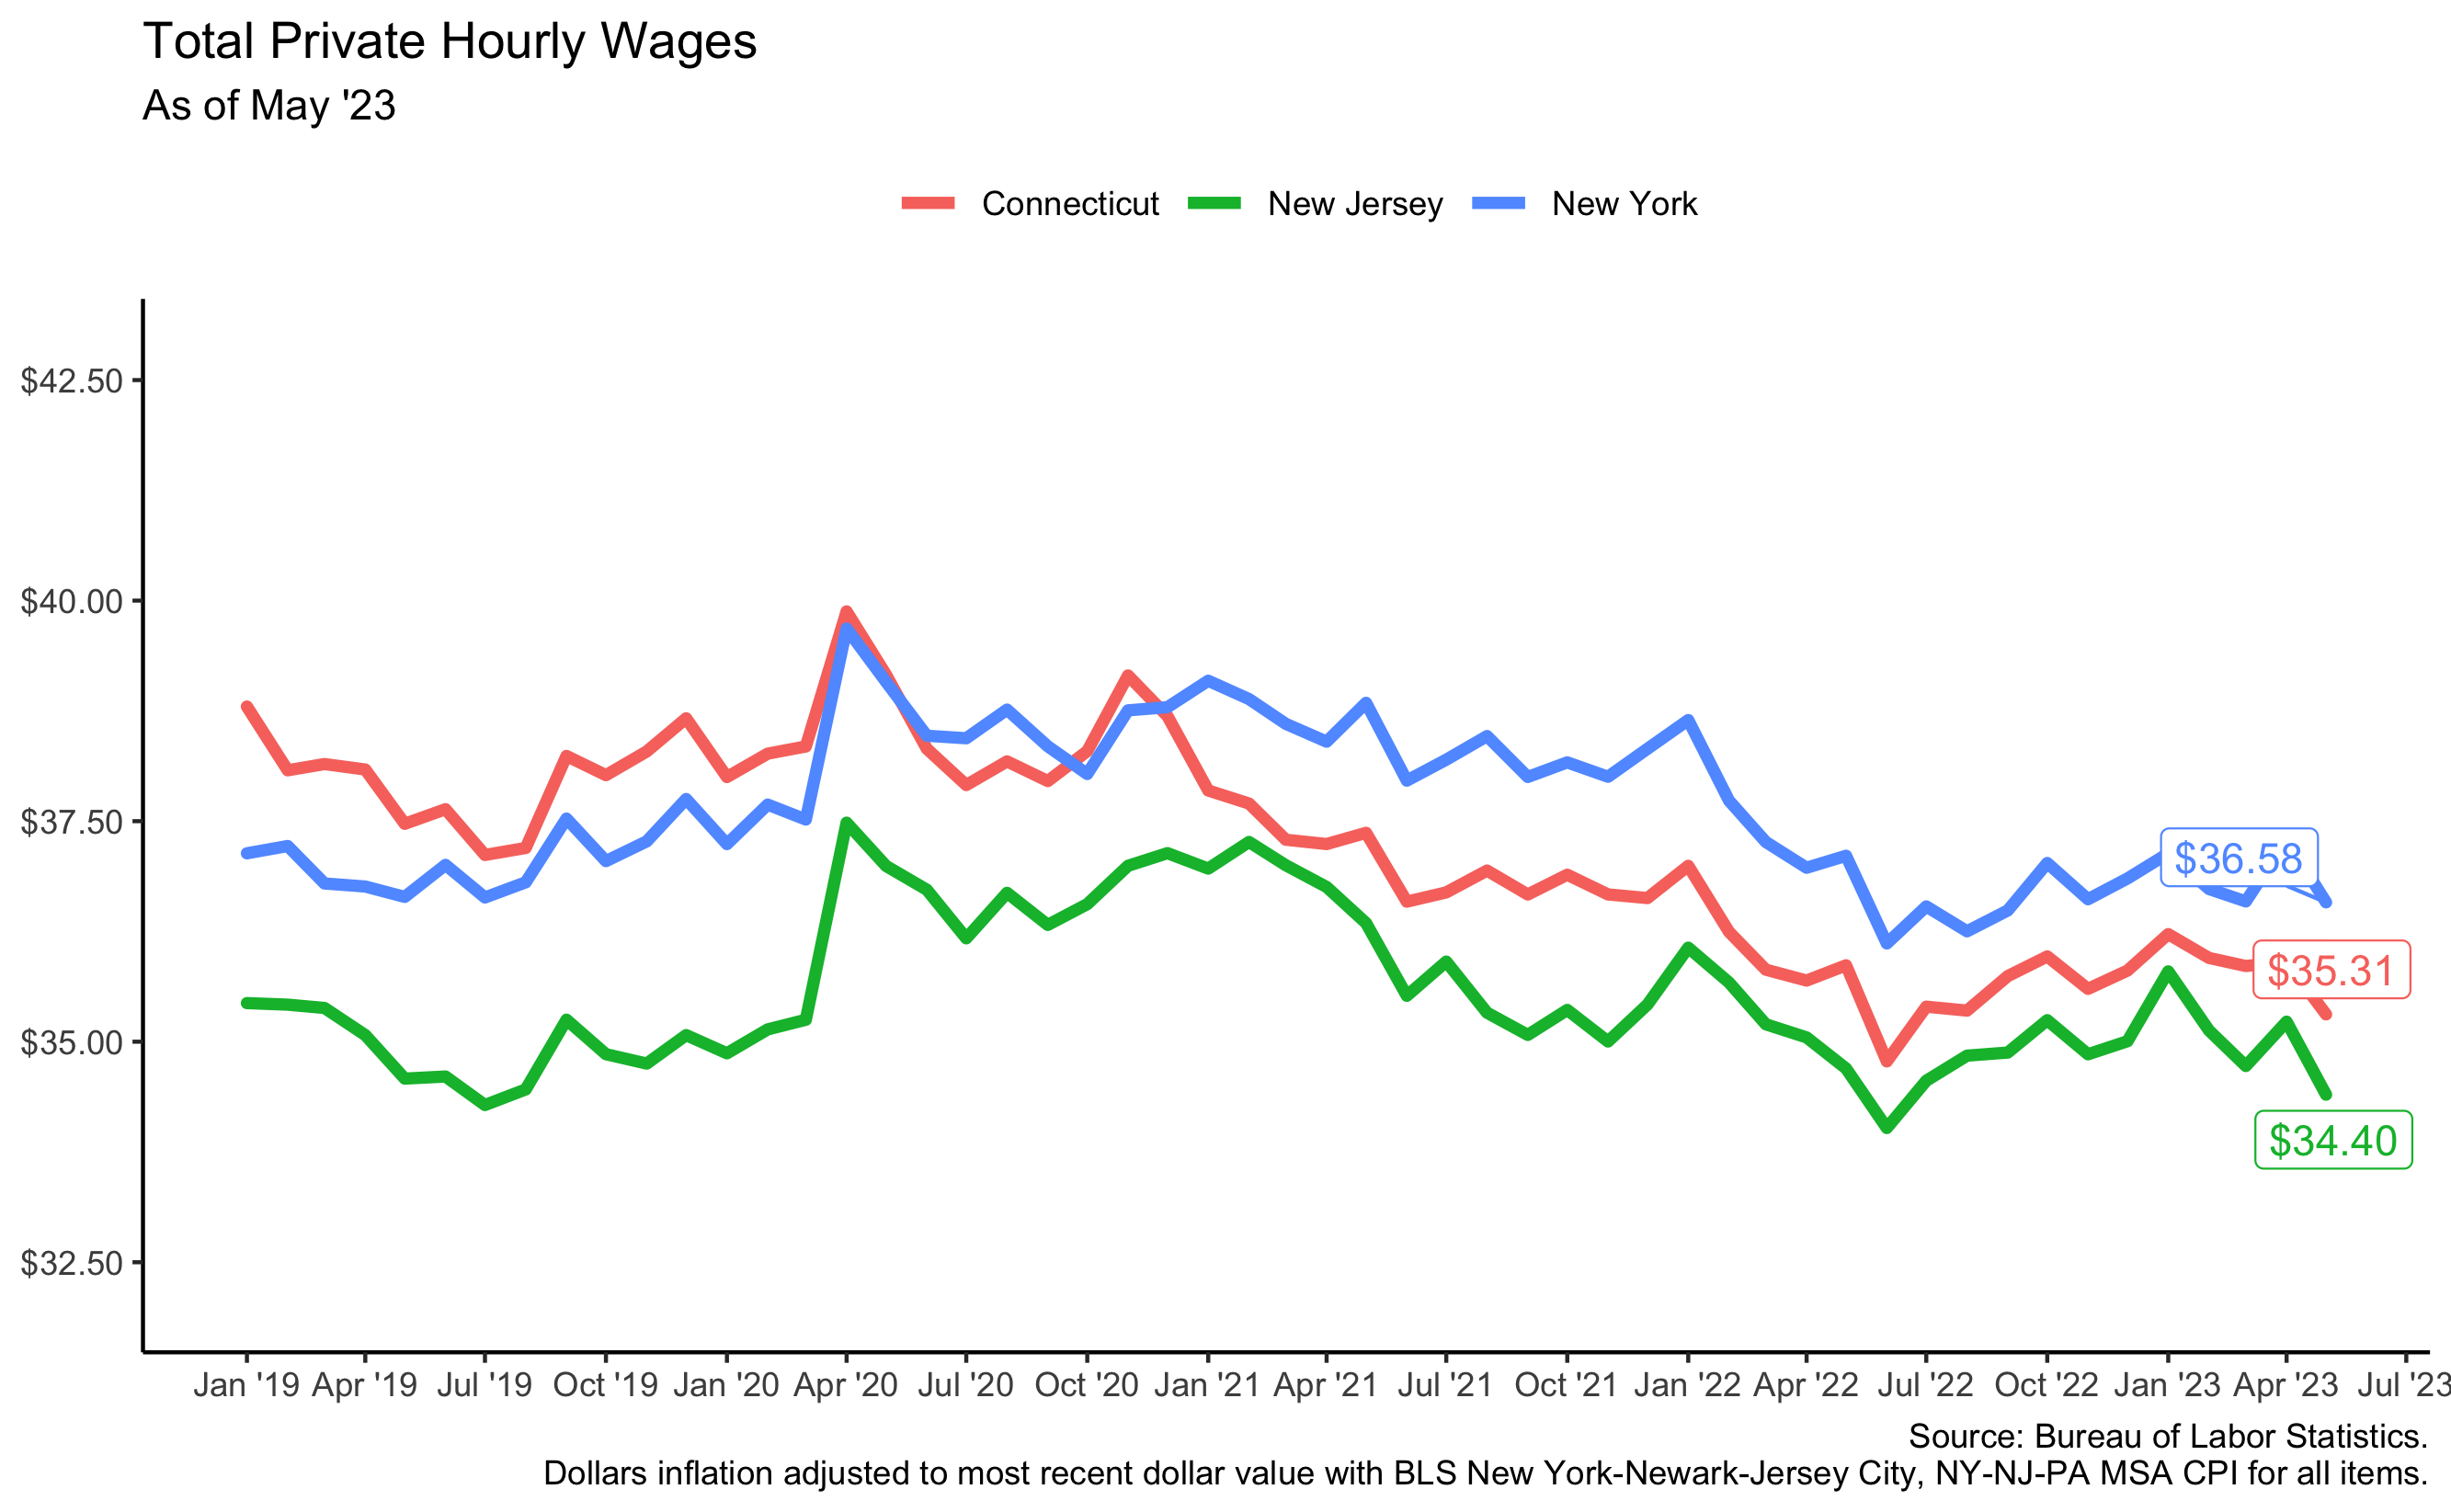 Total Private Hourly Wages
As of May '23
Connecticut New Jersey New York
$42.50
$40.00
$37.50
$35.00
$32.50
$36.58
$35.31
$34.40
Jan '19 Apr '19 Jul '19 Oct '19 Jan '20 Apr '20 Jul '20 Oct '20 Jan '21 Apr '21 Jul '21 Oct '21 Jan '22 Apr '22 Jul '22 Oct '22 Jan '23 Apr '23 Jul '23
Source: Bureau of Labor Statistics.
Dollars inflation adjusted to most recent dollar value with BLS New York-Newark-Jersey City, NY-NJ-PA MSA CPI for all items.